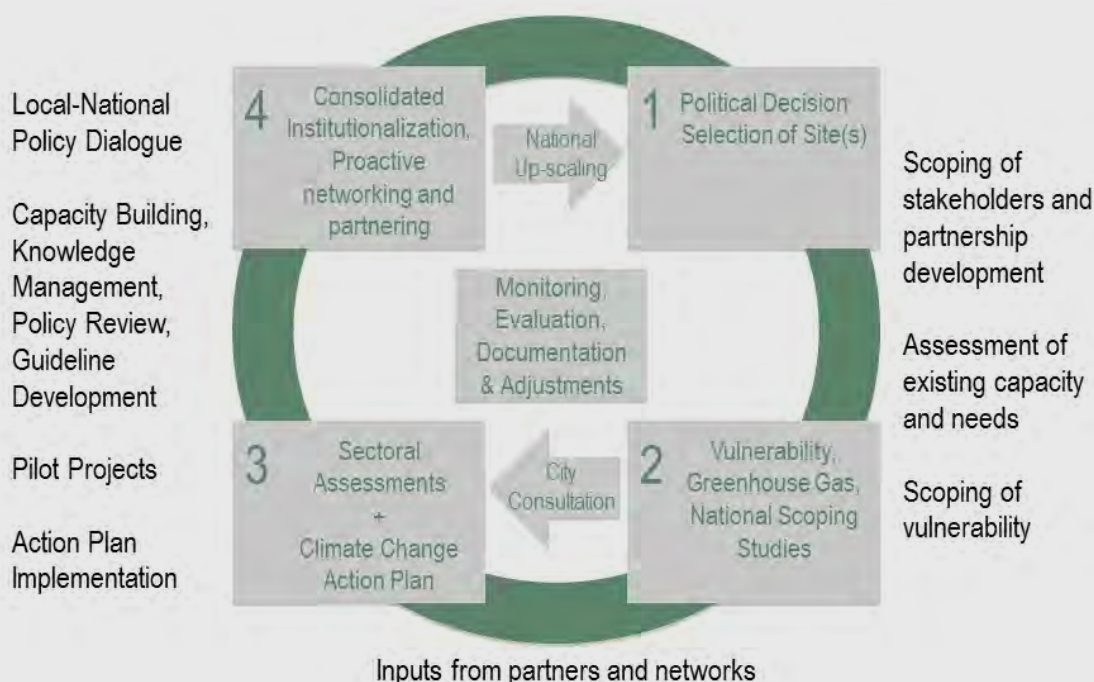 Local-National
Policy Dialogue
Capacity Building,
Knowledge
Management,
Policy Review,
Guideline
Development
Pilot Projects
Action Plan
Implementation
4
Consolidated
Institutionalization,
Proactive
networking and
partnering
National
Up-scaling
1
Political Decision
Selection of Site(s)
Monitoring,
Evaluation,
Documentation
& Adjustments
3
Sectoral
Assessments
+
Climate Change
Action Plan
City
Consultation
2
Vulnerability,
Greenhouse Gas,
National Scoping
Studies
Scoping of
stakeholders and
partnership
development
Assessment of
existing capacity
and needs
Scoping of
vulnerability
Inputs from partners and networks